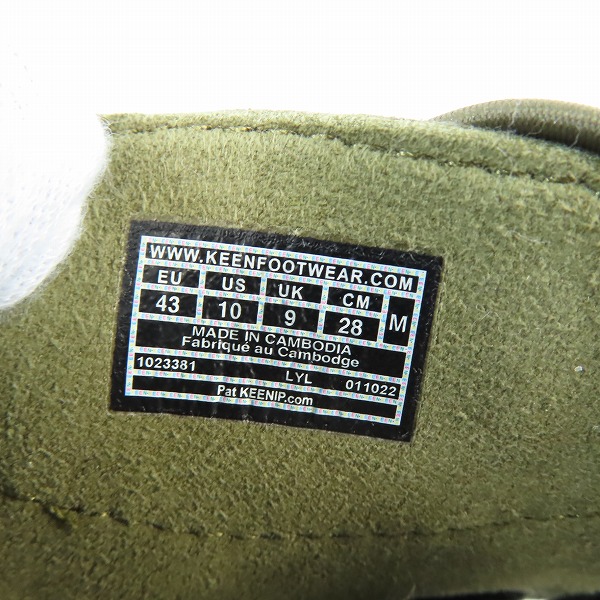 WWW.KEENFOOTWEAR.COM
EU US UK CM
43 10 9 28 M
MADE IN CAMBODIA
Fabriqué au Cambodge
1023381 LYL 011022
Pat KEENIP.com